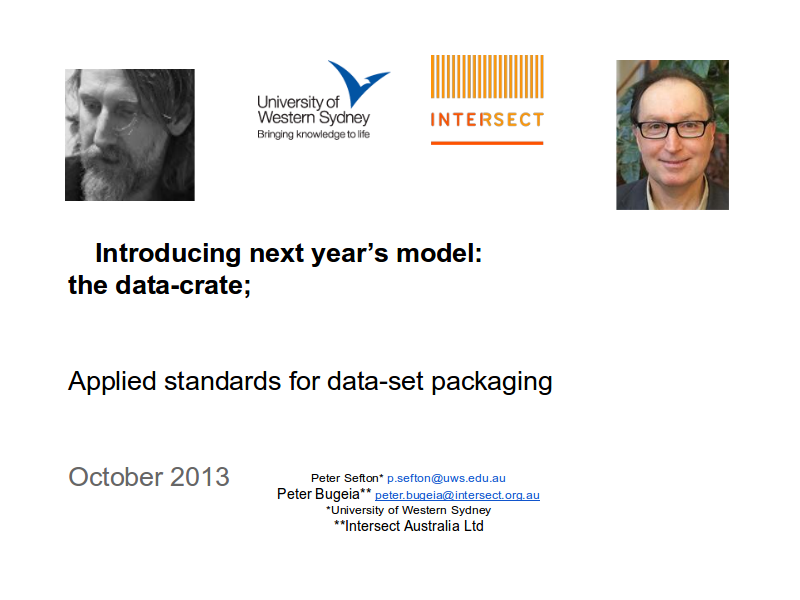 University of
Western Sydney
Bringing knowledge to life
INTERSECT
Introducing next year’s model:
the data-crate;
Applied standards for data-set packaging
October 2013
Peter Sefton* p.sefton@uws.edu.au
Peter Bugeia** peter.bugeia@intersect.org.au
*University of Western Sydney
**Intersect Australia Ltd